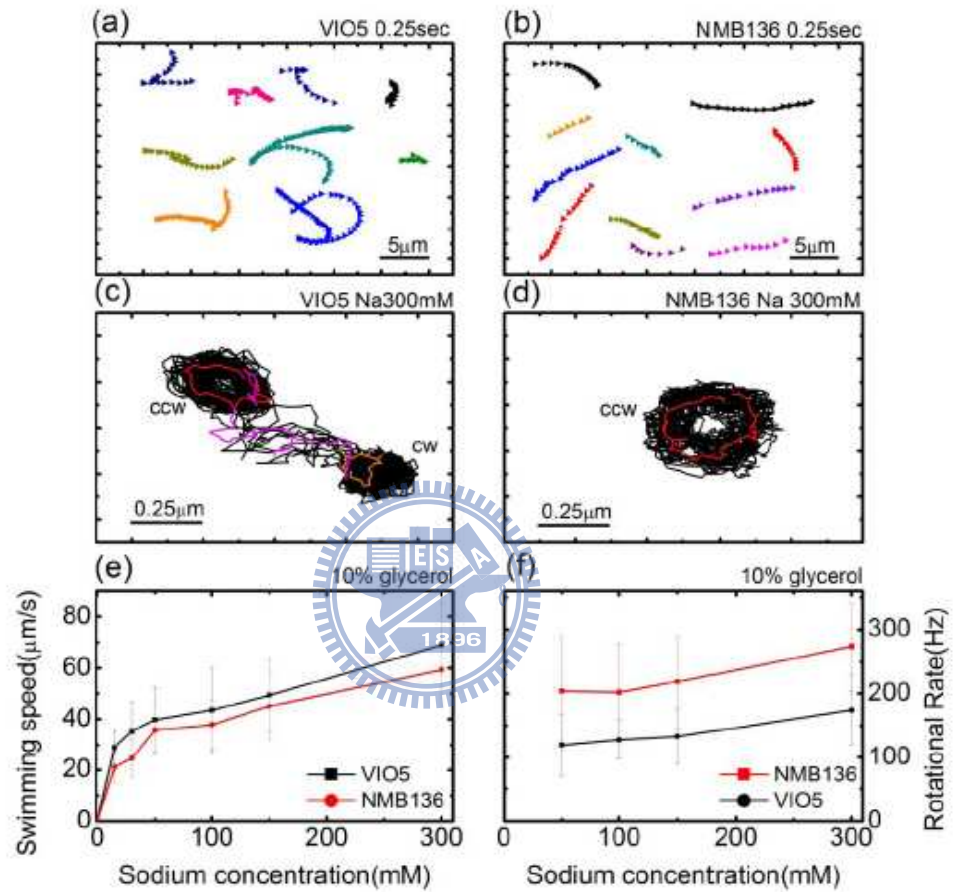 (a) VIO5 0.25sec
5μm
(b) NMB136 0.25sec
5μm
(c) VIO5 Na300mM
ccw
cw
0.25μm
(d) NMB136 Na 300mM
ccw
0.25μm
(e) 10% glycerol
Swimming speed(μm/s)
80
60
40
20
0
VIO5
NMB136
0 100 200 300
Sodium concentration(mM)
(f) 10% glycerol
300
200
100
0
Rotational Rate(Hz)
NMB136
VIO5
0 100 200 300
Sodium concentration(mM)
ES A
1896